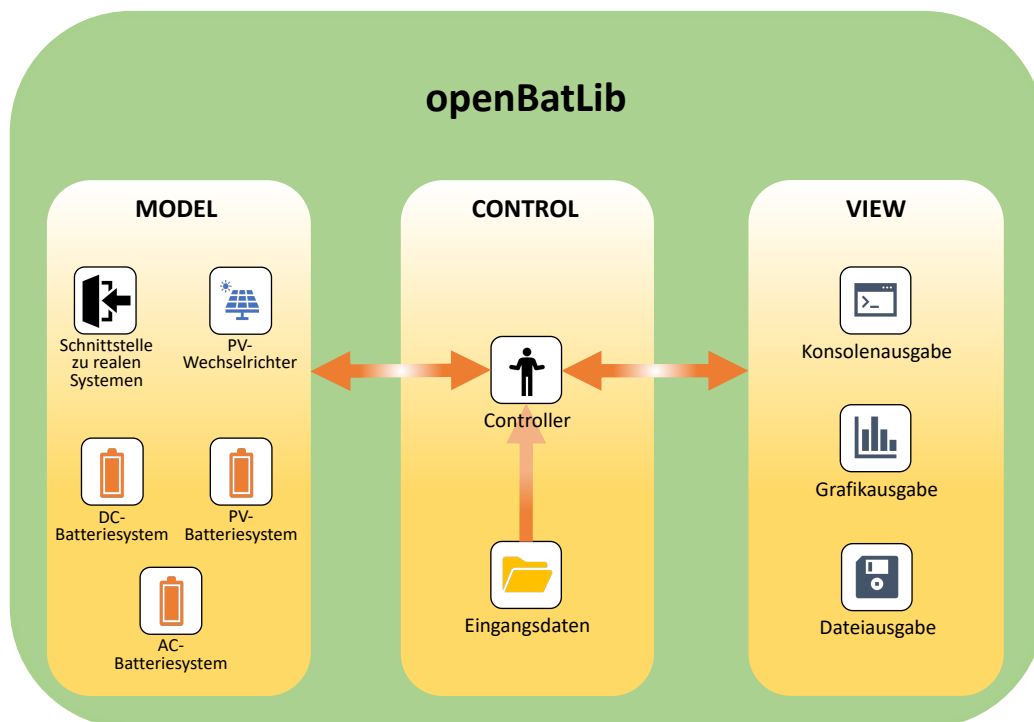 openBatLib
MODEL
Schnittstelle
zu realen
Systemen
PV-
Wechselrichter
DC-
Batteriesystem
PV-
Batteriesystem
AC-
Batteriesystem
CONTROL
Controller
Eingangsdaten
VIEW
Konsolenausgabe
Grafikausgabe
Dateiausgabe